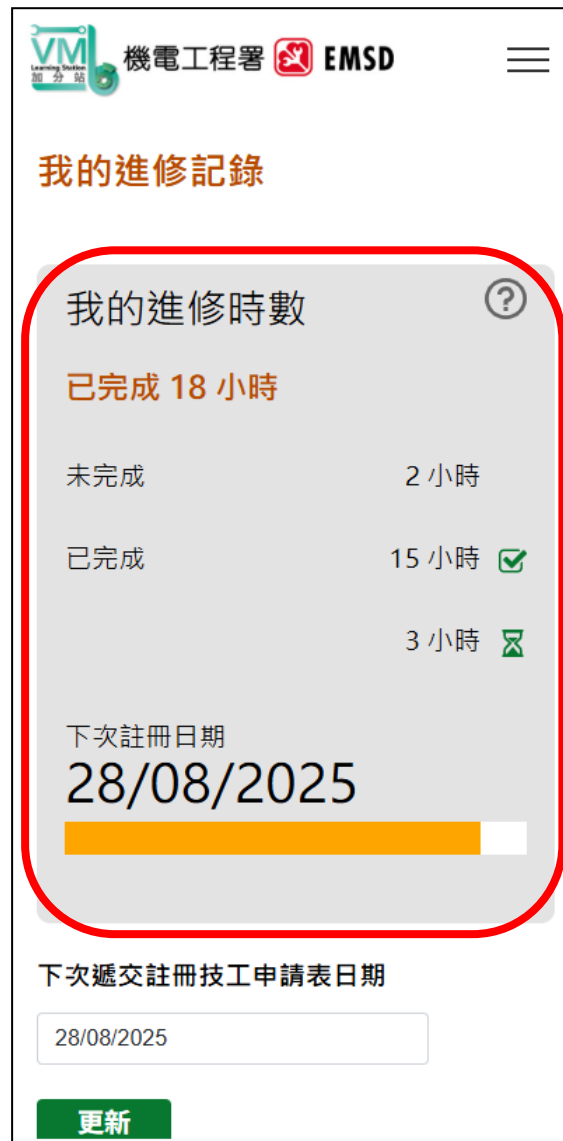 VM
Learning Station
加分站
機電工程署 EMSD
我的進修記錄
我的進修時數 ?
已完成 18 小時
未完成 2 小時
已完成 15 小時
3 小時
下次註冊日期
28/08/2025
下次遞交註冊技工申請表日期
28/08/2025
更新